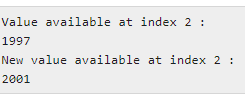 Value available at index 2 :
1997
New value available at index 2 :
2001